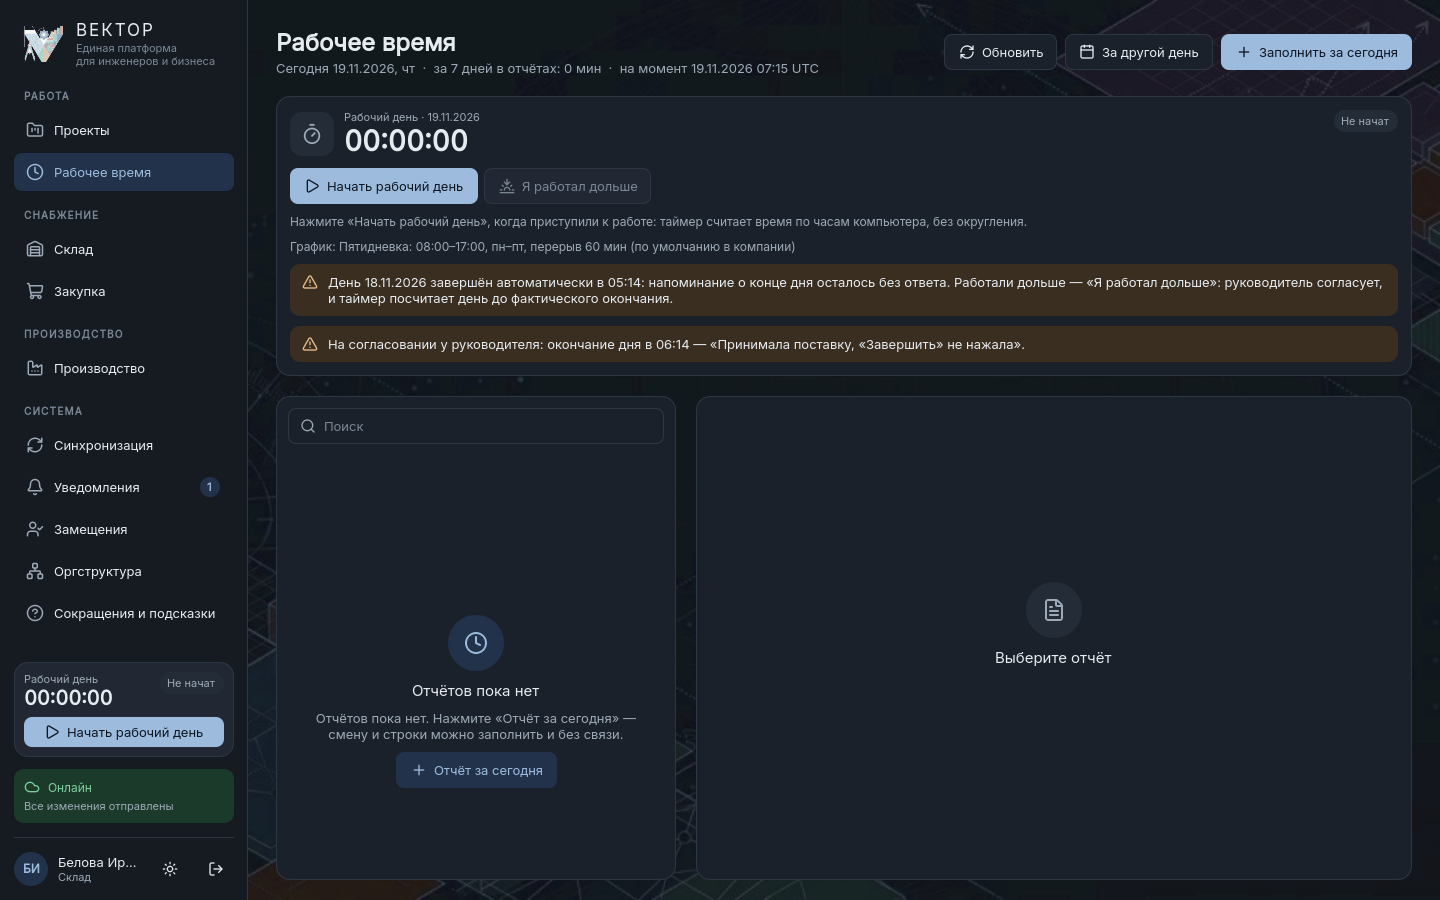 ВЕКТОР
Единая платформа
для инженеров и бизнеса
РАБОТА
Проекты
Рабочее время
СНАБЖЕНИЕ
Склад
Закупка
ПРОИЗВОДСТВО
Производство
СИСТЕМА
Синхронизация
Уведомления 1
Замещения
Оргструктура
Сокращения и подсказки
Рабочий день
Не начат
00:00:00
Начать рабочий день
Онлайн
Все изменения отправлены
БИ
Белова Ир...
Склад
Рабочее время
Сегодня 19.11.2026, чт · за 7 дней в отчётах: 0 мин · на момент 19.11.2026 07:15 UTC
Обновить
За другой день
Заполнить за сегодня
Рабочий день · 19.11.2026
00:00:00
Не начат
Начать рабочий день
Я работал дольше
Нажмите «Начать рабочий день», когда приступили к работе: таймер считает время по часам компьютера, без округления.
График: Пятидневка: 08:00–17:00, пн–пт, перерыв 60 мин (по умолчанию в компании)
День 18.11.2026 завершён автоматически в 05:14: напоминание о конце дня осталось без ответа. Работали дольше — «Я работал дольше»: руководитель согласует,
и таймер посчитает день до фактического окончания.
На согласовании у руководителя: окончание дня в 06:14 — «Принимала поставку, «Завершить» не нажала».
Поиск
Отчётов пока нет
Отчётов пока нет. Нажмите «Отчёт за сегодня» —
смену и строки можно заполнить и без связи.
Отчёт за сегодня
Выберите отчёт